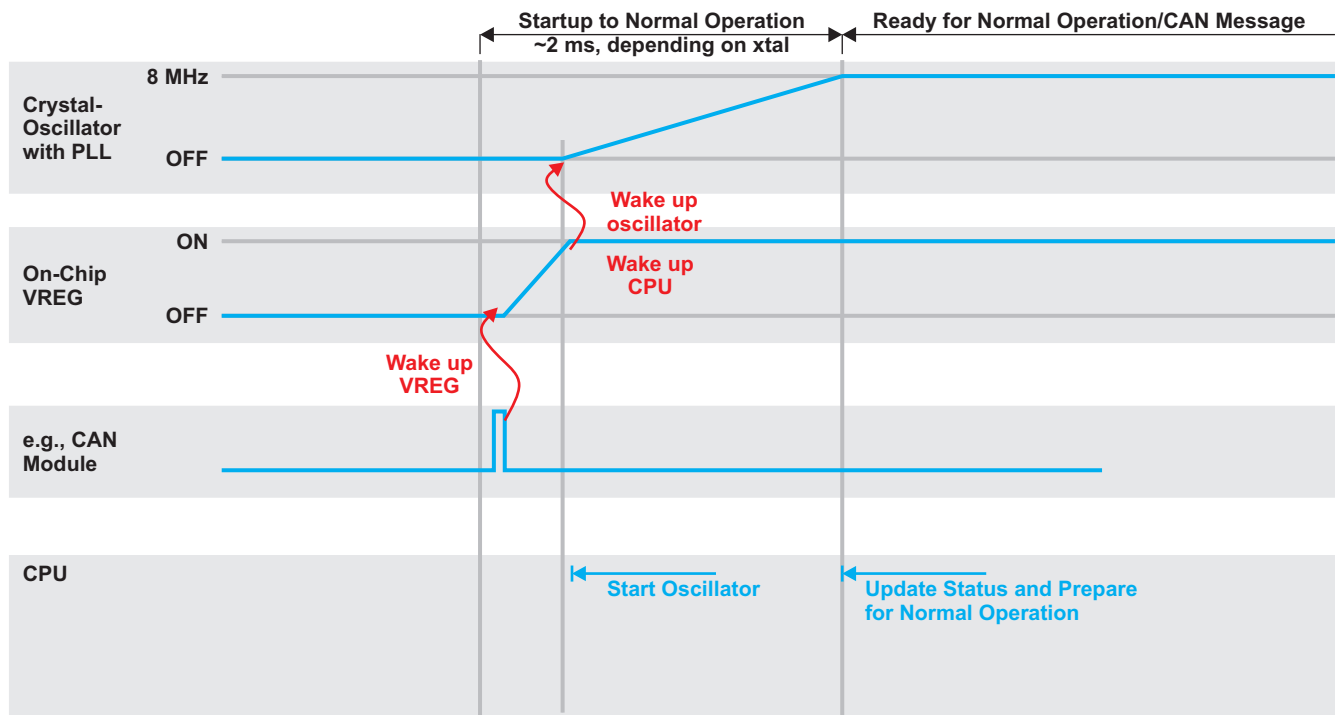 Startup to Normal Operation
~2 ms, depending on xtal
Ready for Normal Operation/CAN Message
8 MHz
Crystal-
Oscillator
with PLL
OFF
Wake up
oscillator
ON
On-Chip
VREG
Wake up
CPU
OFF
Wake up
VREG
e.g., CAN
Module
CPU
Start Oscillator
Update Status and Prepare
for Normal Operation